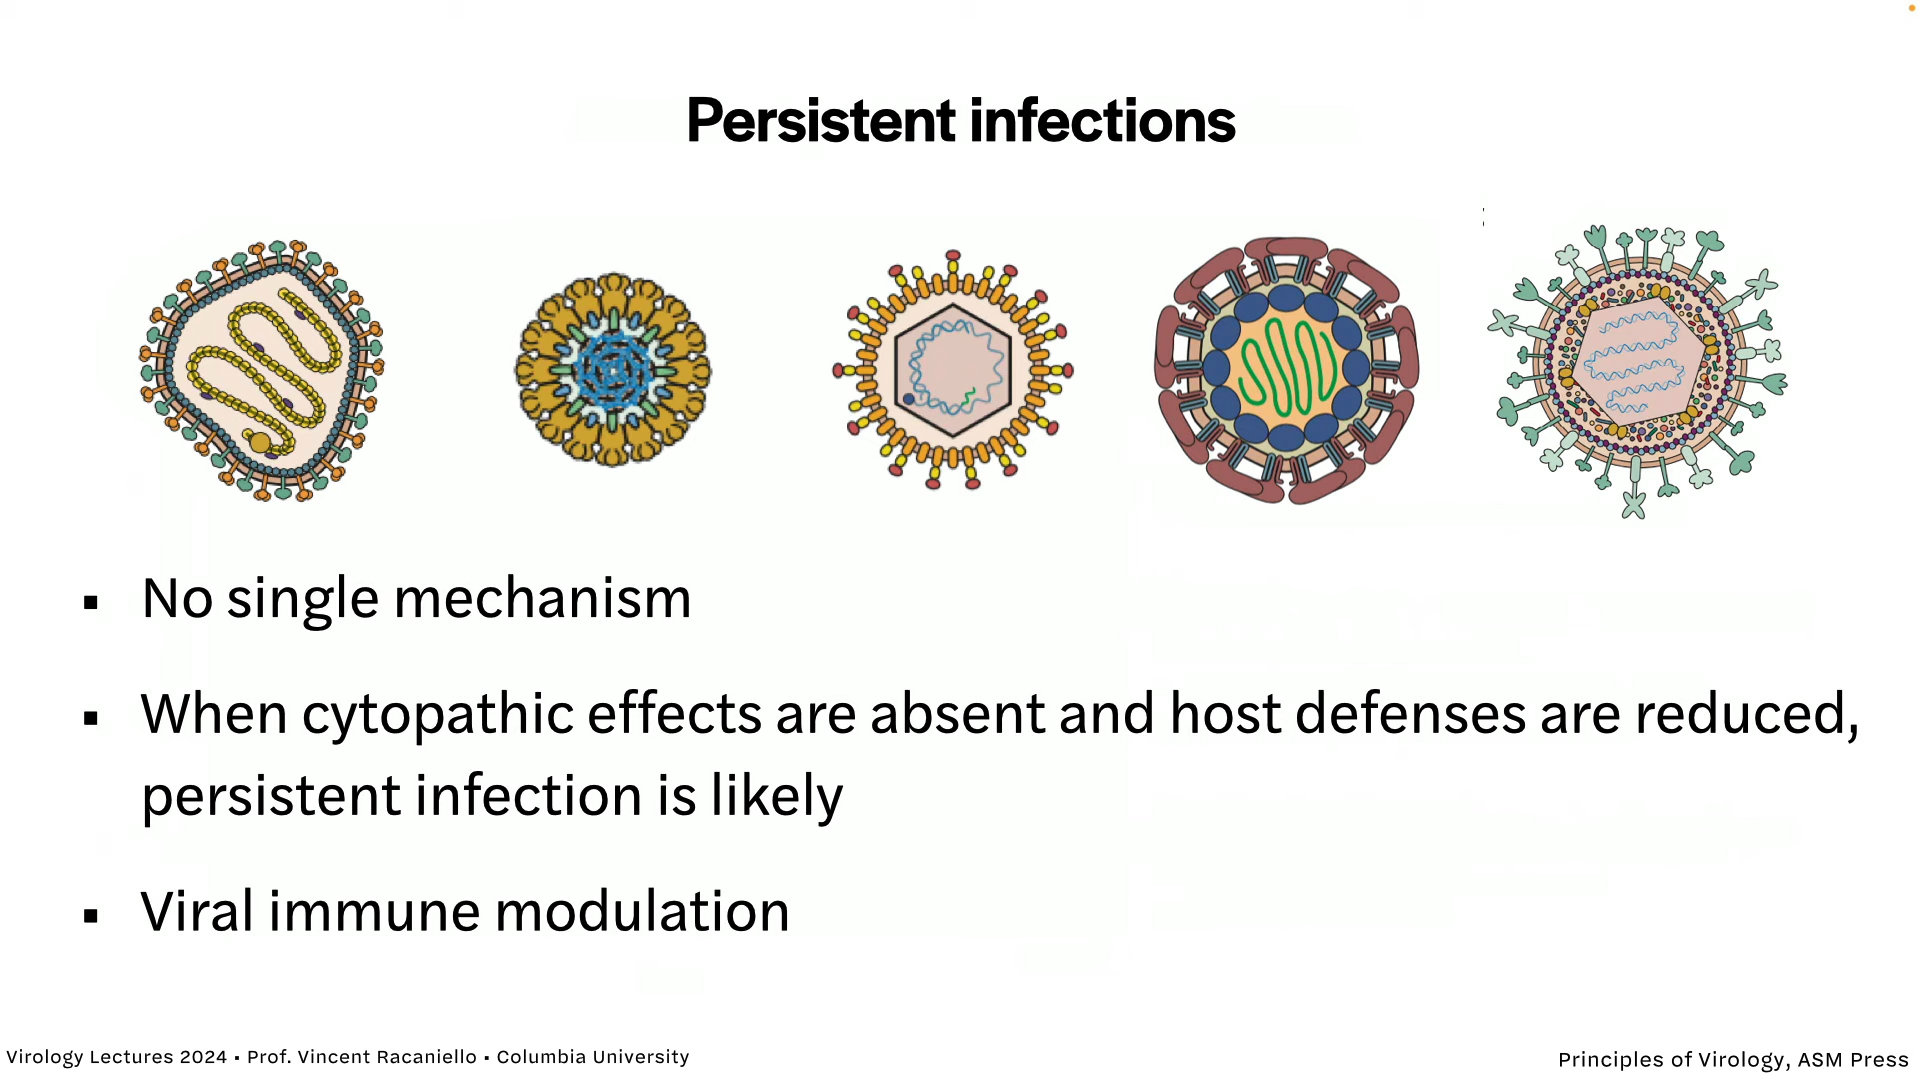 Persistent infections
▪ No single mechanism
▪ When cytopathic effects are absent and host defenses are reduced,
persistent infection is likely
▪ Viral immune modulation
Virology Lectures 2024 ▪ Prof. Vincent Racaniello ▪ Columbia University
Principles of Virology, ASM Press